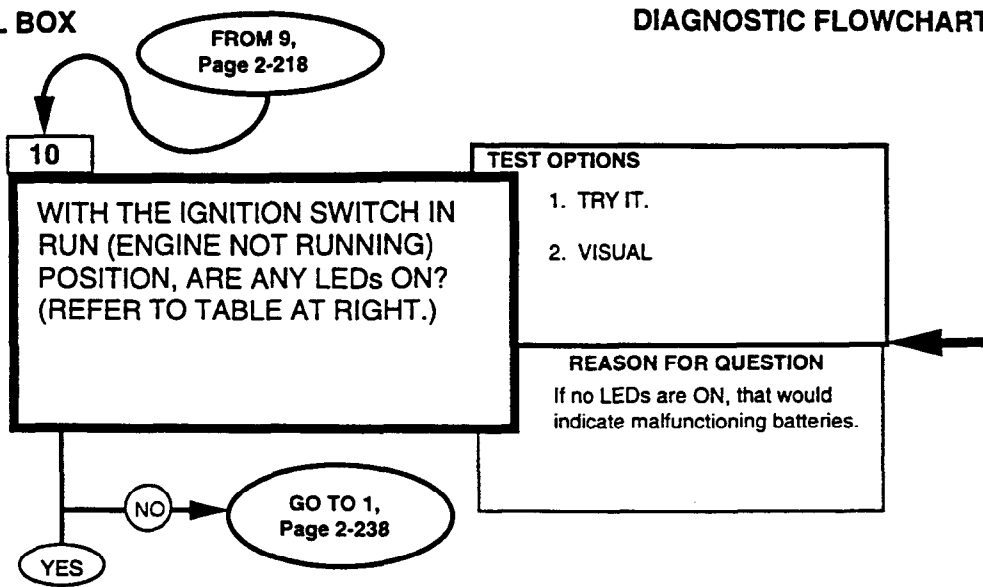 L BOX
DIAGNOSTIC FLOWCHART
FROM 9,
Page 2-218
10
WITH THE IGNITION SWITCH IN
RUN (ENGINE NOT RUNNING)
POSITION, ARE ANY LEDs ON?
(REFER TO TABLE AT RIGHT.)
TEST OPTIONS
1. TRY IT.
2. VISUAL
REASON FOR QUESTION
If no LEDs are ON, that would
indicate malfunctioning batteries.
NO
GO TO 1,
Page 2-238
YES